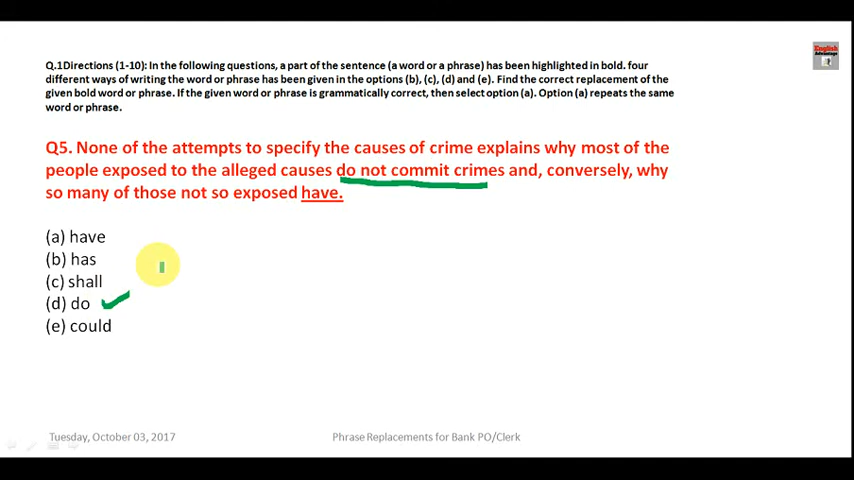 English
Advantage
Q.1Directions (1-10): In the following questions, a part of the sentence (a word or a phrase) has been highlighted in bold. four
different ways of writing the word or phrase has been given in the options (b), (c), (d) and (e). Find the correct replacement of the
given bold word or phrase. If the given word or phrase is grammatically correct, then select option (a). Option (a) repeats the same
word or phrase.
Q5. None of the attempts to specify the causes of crime explains why most of the
people exposed to the alleged causes do not commit crimes and, conversely, why
so many of those not so exposed have.
(a) have
(b) has
(c) shall
(d) do
(e) could
Tuesday, October 03, 2017
Phrase Replacements for Bank PO/Clerk